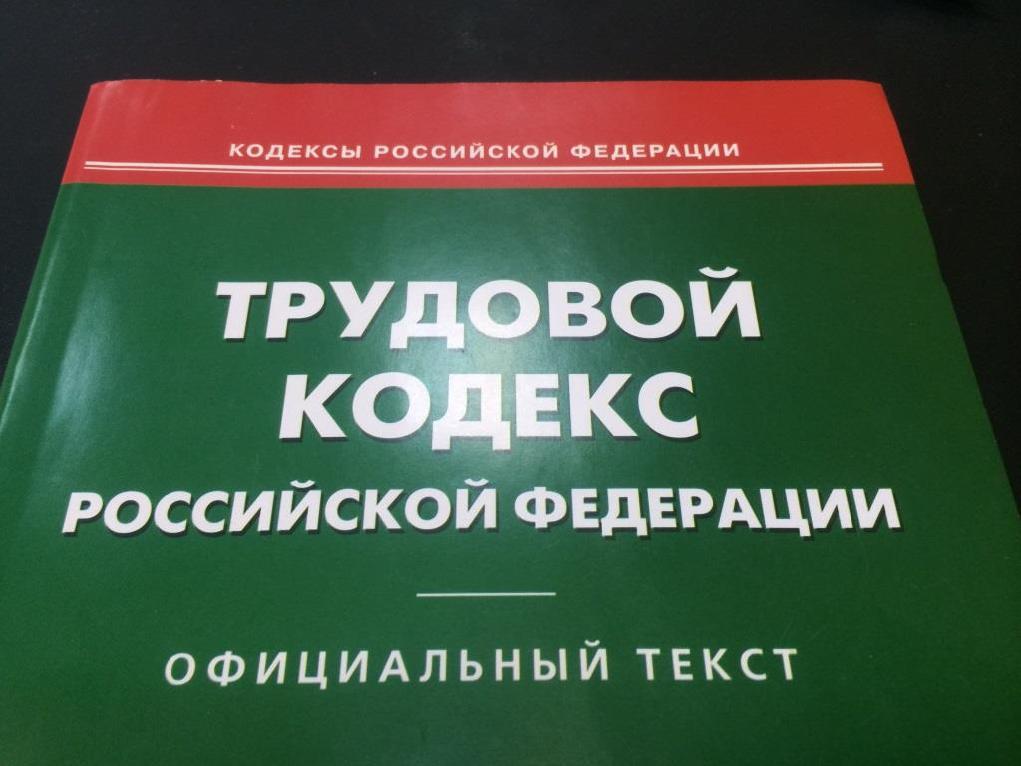 КОДЕКСЫ РОССИЙСКОЙ ФЕДЕРАЦИИ
ТРУДОВОЙ
КОДЕКС
РОССИЙСКОЙ ФЕДЕРАЦИИ
ОФИЦИАЛЬНЫЙ ТЕКСТ